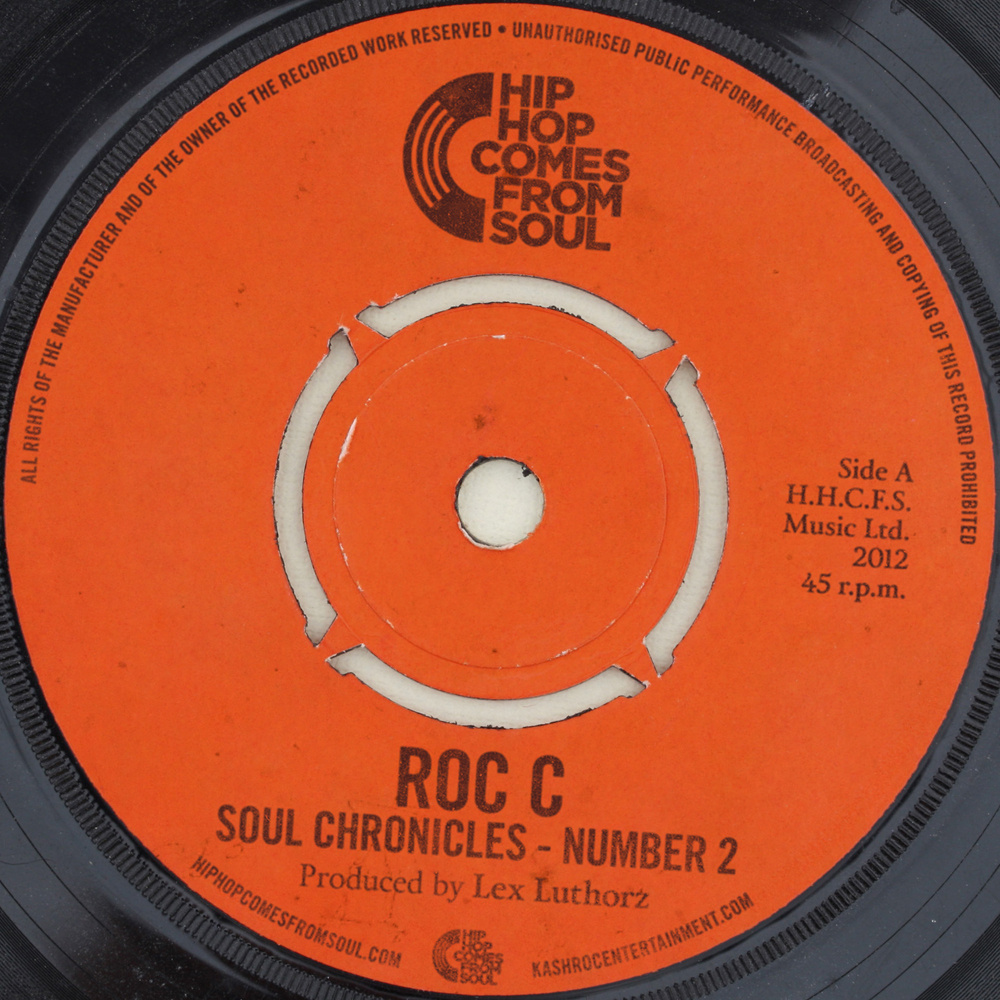 ALL RIGHTS OF THE MANUFACTURER AND OF THE OWNER OF THE RECORDED WORK RESERVED • UNAUTHORISED PUBLIC PERFORMANCE BROADCASTING AND COPYING OF THIS RECORD PROHIBITED
HIP
HOP
COMES
FROM
SOUL
Side A
H.H.C.F.S.
Music Ltd.
2012
45 r.p.m.
ROC C
SOUL CHRONICLES - NUMBER 2
Produced by Lex Luthorz
HIPHOPCOMESFROMSOUL.COM
HIP
HOP
COMES
FROM
SOUL
KASHROCENTERTAINMENT.COM